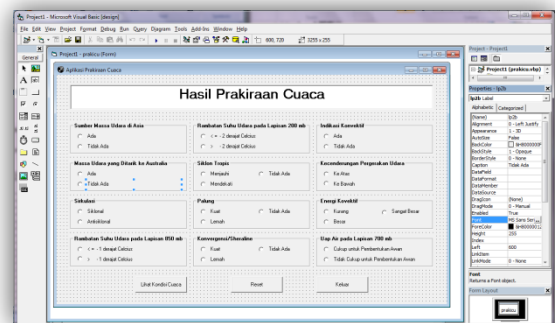 Project1 - Microsoft Visual Basic [design]
File Edit View Project Format Debug Run Query Diagram Tools Add-Ins Window Help
600, 720
3255 x 255
General
Project1 - prakicu (Form)
Aplikasi Prakiraan Cuaca
Hasil Prakiraan Cuaca
Sumber Massa Udara di Asia
Ada
Tidak Ada
Rambatan Suhu Udara pada Lapisan 200 mb
<= -2 derajat Celcius
> -2 derajat Celcius
Indikasi Konvektif
Ada
Tidak Ada
Massa Udara yang Ditarik ke Australia
Ada
Tidak Ada
Siklon Tropis
Menjauhi
Tidak Ada
Mendekati
Kecenderungan Pergerakan Udara
Ke Atas
Ke Bawah
Sirkulasi
Siklonal
Antisiklonal
Palung
Kuat
Tidak Ada
Lemah
Energi Konvektif
Kurang
Sangat Besar
Besar
Rambatan Suhu Udara pada Lapisan 850 mb
<= -1 derajat Celcius
> -1 derajat Celcius
Konvergensi/Shearline
Kuat
Tidak Ada
Lemah
Uap Air pada Lapisan 700 mb
Cukup untuk Pembentukan Awan
Tidak Cukup untuk Pembentukan Awan
Lihat Kondisi Cuaca
Reset
Keluar
Project - Project1
Project1 (prakicu.vbp)
Properties - lp2b
lp2b Label
Alphabetic Categorized
(Name) lp2b
Alignment 0 - Left Justify
Appearance 1 - 3D
AutoSize False
BackColor
BackStyle 1 - Opaque
BorderStyle 0 - None
Caption Tidak Ada
DataField
DataFormat
DataMember
DataSource
DragIcon (None)
DragMode 0 - Manual
Enabled True
Font MS Sans Serif
ForeColor
Height 255
Index
Left 600
LinkItem
LinkMode 0 - None
Font
Returns a Font object.
Form Layout
prakicu